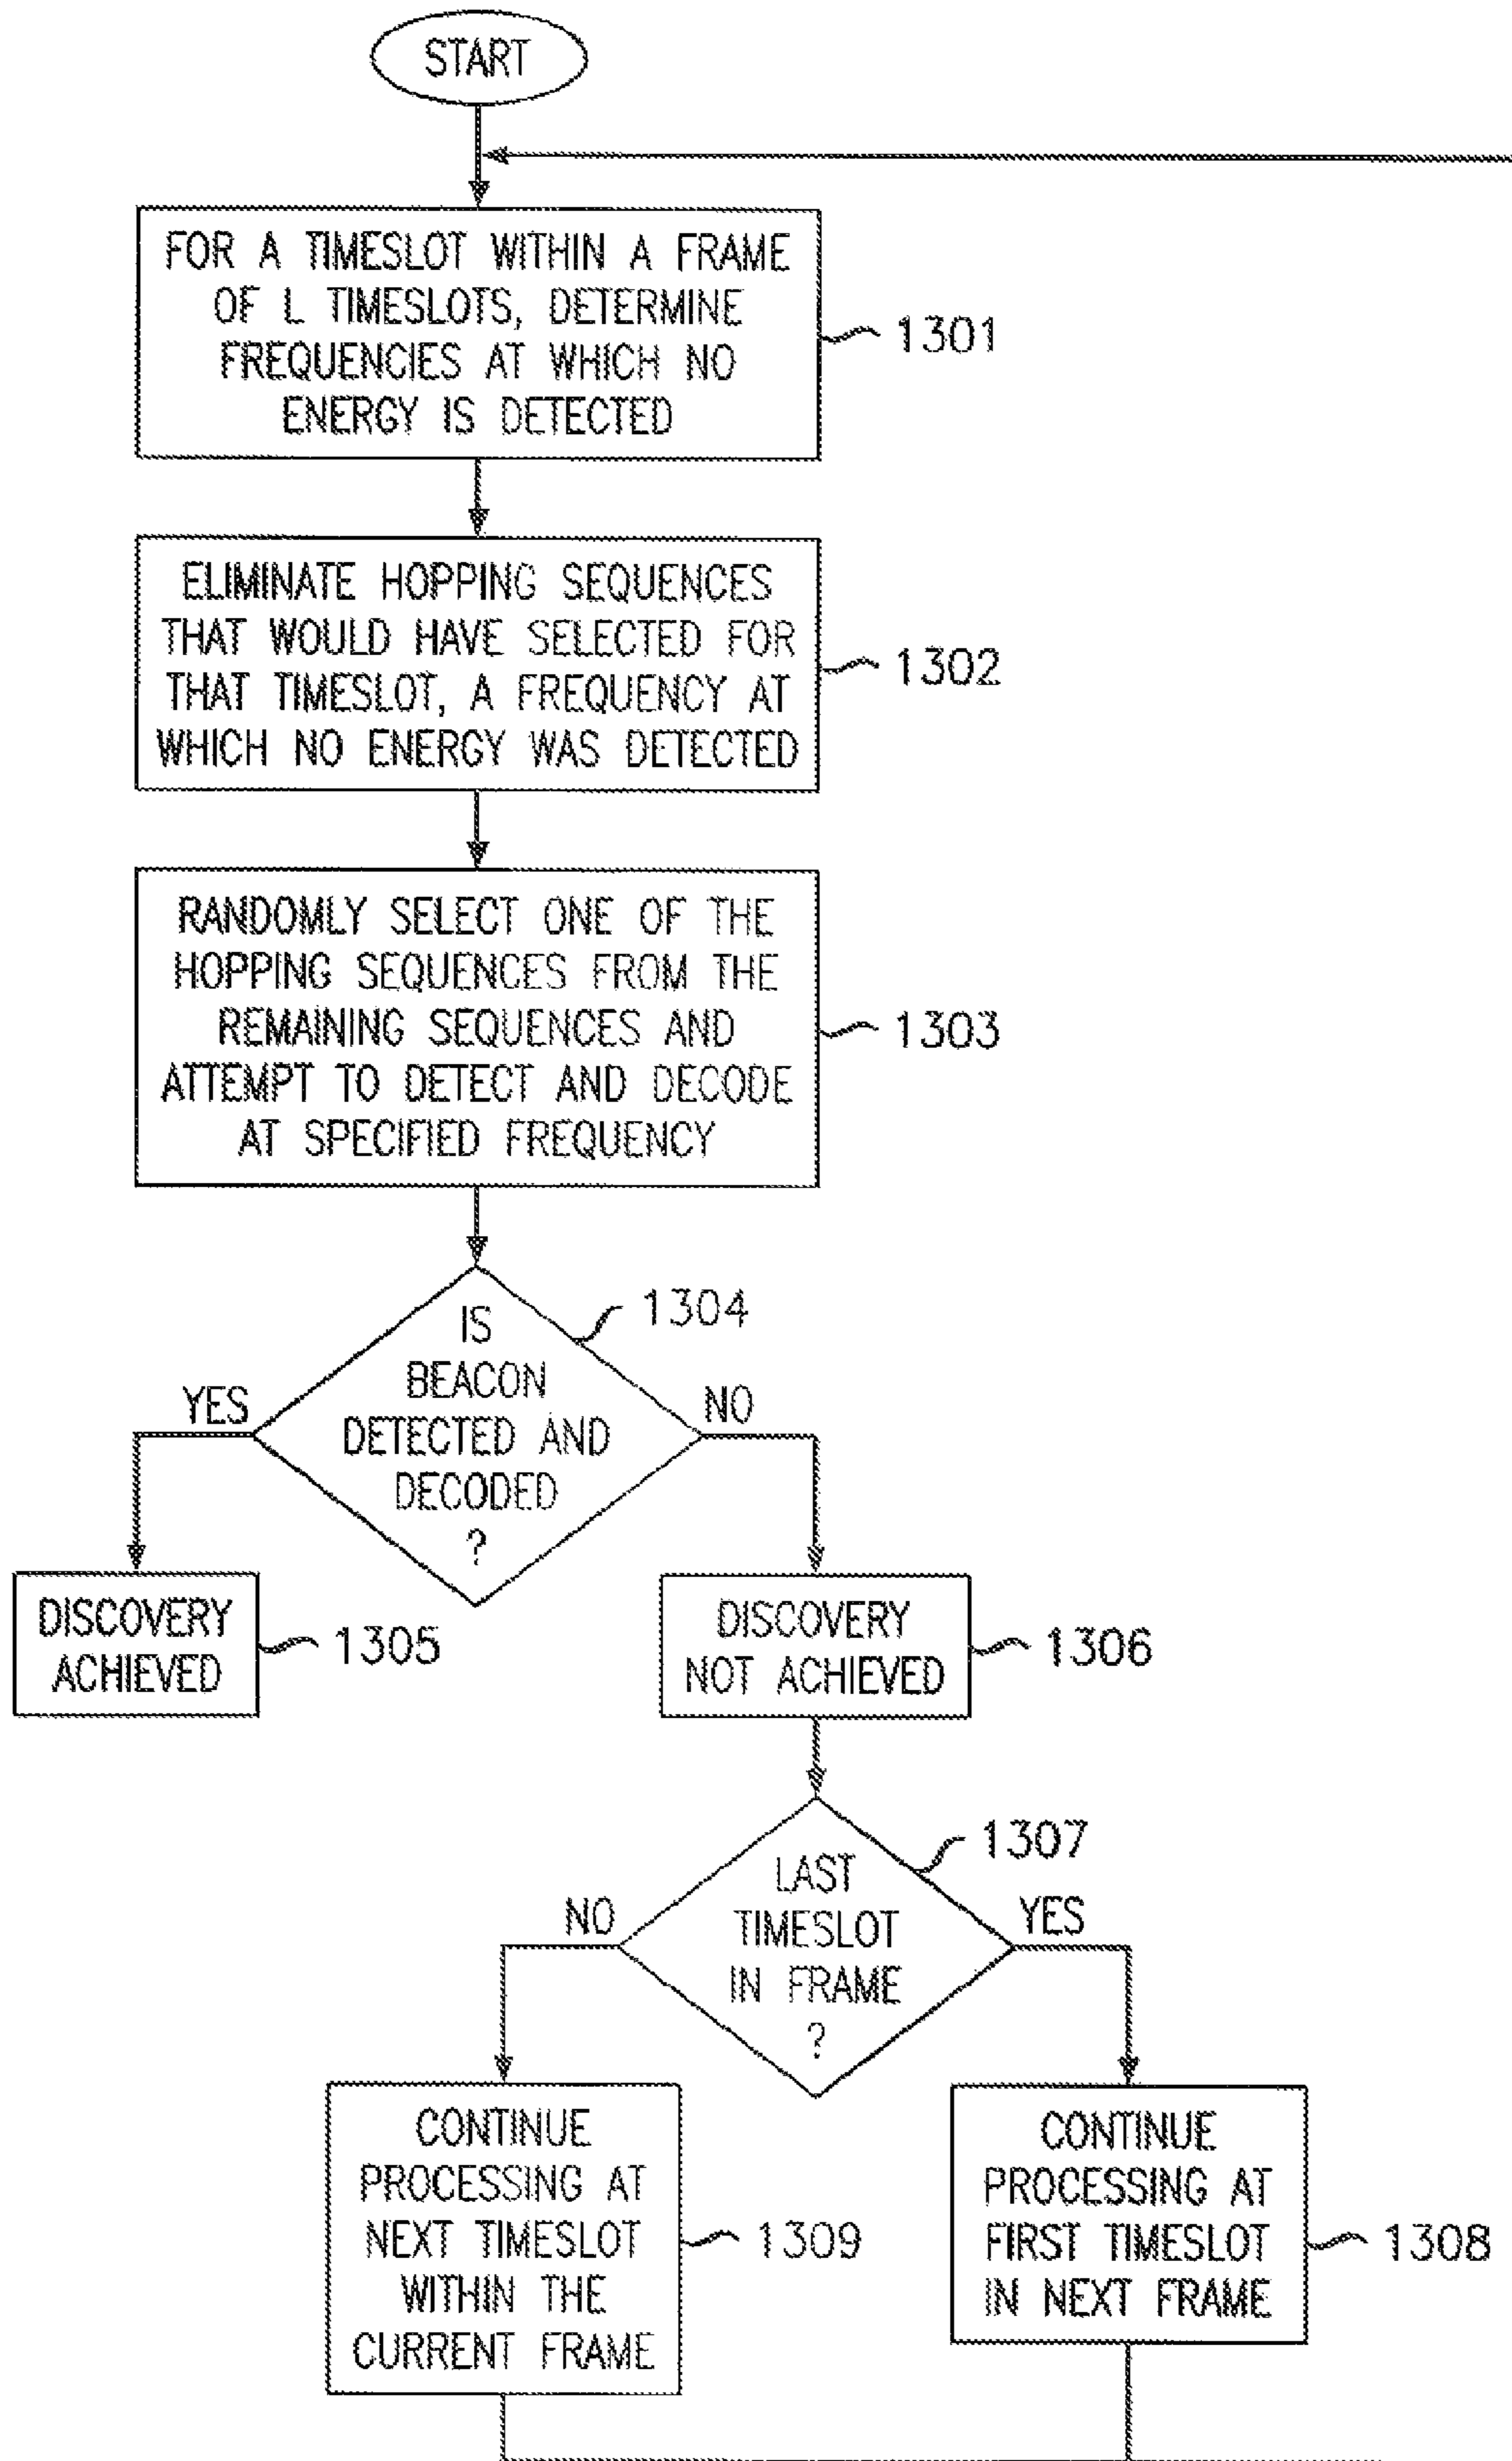 START
FOR A TIMESLOT WITHIN A FRAME
OF L TIMESLOTS, DETERMINE
FREQUENCIES AT WHICH NO
ENERGY IS DETECTED
1301
ELIMINATE HOPPING SEQUENCES
THAT WOULD HAVE SELECTED FOR
THAT TIMESLOT, A FREQUENCY AT
WHICH NO ENERGY WAS DETECTED
1302
RANDOMLY SELECT ONE OF THE
HOPPING SEQUENCES FROM THE
REMAINING SEQUENCES AND
ATTEMPT TO DETECT AND DECODE
AT SPECIFIED FREQUENCY
1303
IS
BEACON
DETECTED AND
DECODED
?
1304
YES
NO
DISCOVERY
ACHIEVED
1305
DISCOVERY
NOT ACHIEVED
1306
LAST
TIMESLOT
IN FRAME
?
1307
NO
YES
CONTINUE
PROCESSING AT
NEXT TIMESLOT
WITHIN THE
CURRENT FRAME
1309
CONTINUE
PROCESSING AT
FIRST TIMESLOT
IN NEXT FRAME
1308